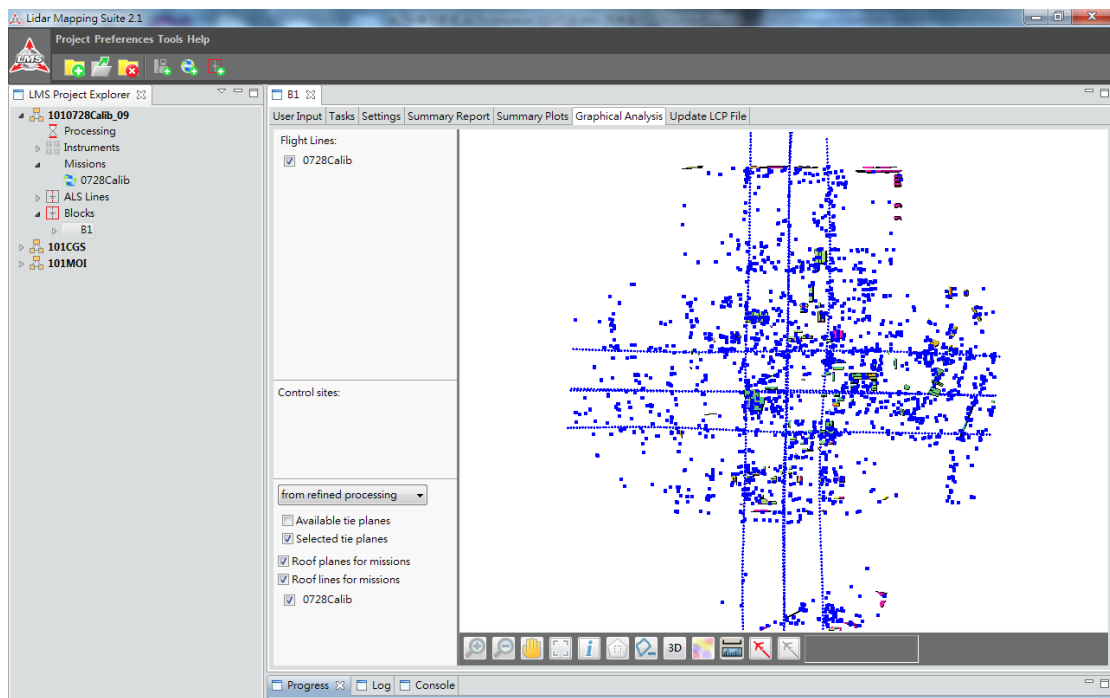 Lidar Mapping Suite 2.1
Project Preferences Tools Help
LMS
LMS Project Explorer
1010728Calib_09
Processing
Instruments
Missions
0728Calib
ALS Lines
Blocks
B1
101CGS
101MOI
B1
User Input Tasks Settings Summary Report Summary Plots Graphical Analysis Update LCP File
Flight Lines:
0728Calib
Control sites:
from refined processing
Available tie planes
Selected tie planes
Roof planes for missions
Roof lines for missions
0728Calib
i
3D
Progress Log Console